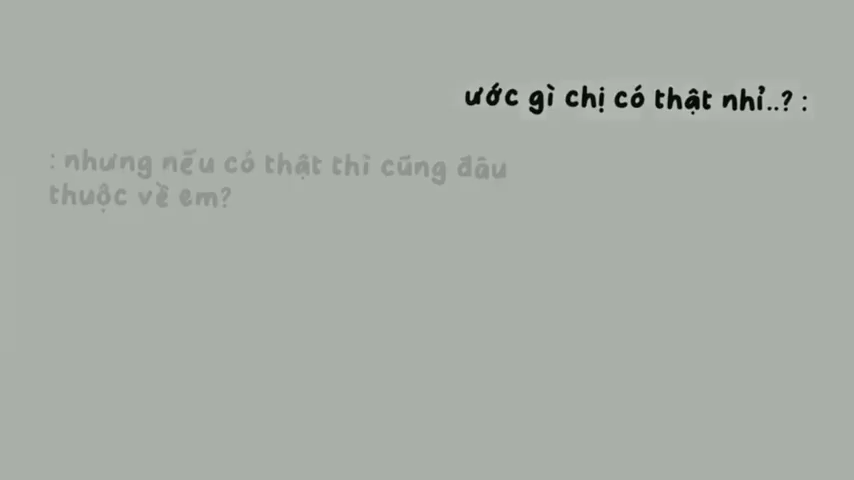 ước gì chị có thật nhỉ..? :
: nhưng nếu có thật thì cũng đâu
thuộc về em?